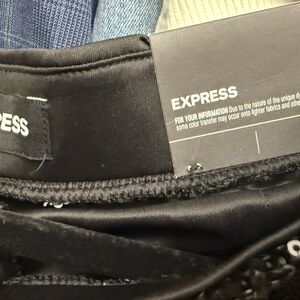 EXPRESS
FOR YOUR INFORMATION Due to the nature of the unique d
some color transfer may occur onto lighter fabrics and othe
PRESS